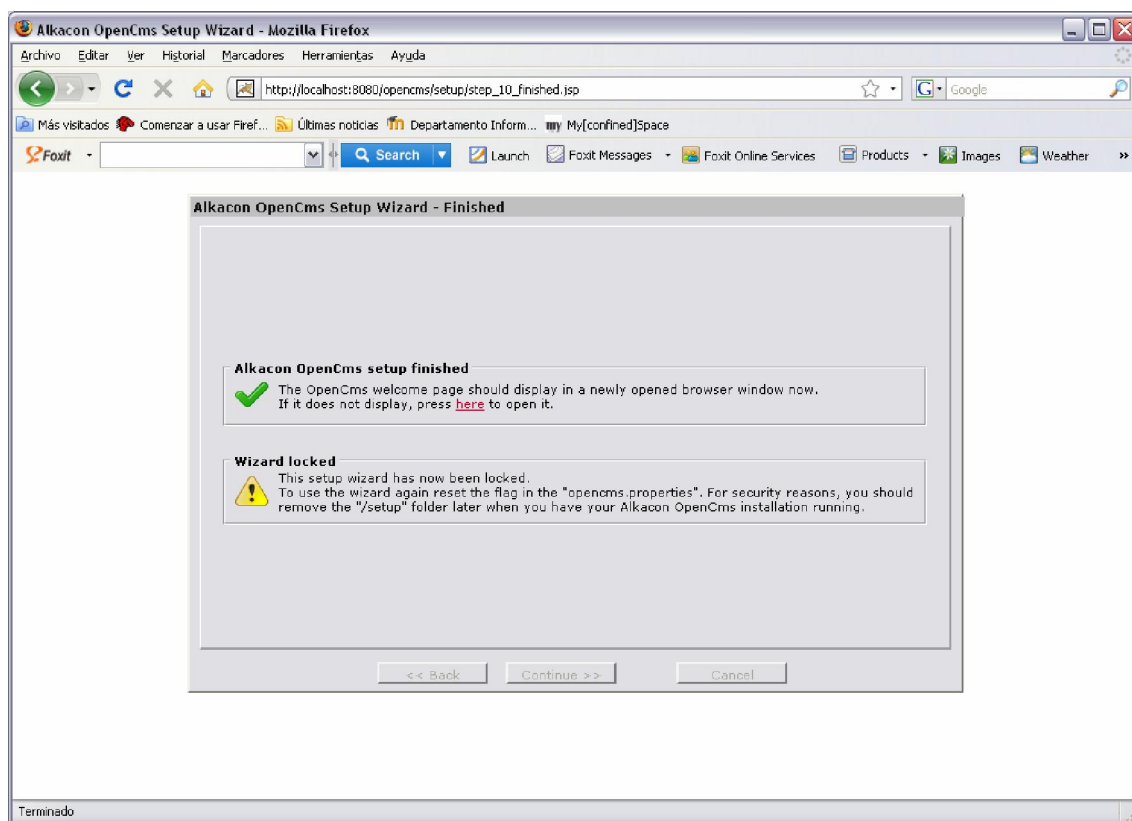 Alkacon OpenCms Setup Wizard - Mozilla Firefox
Archivo Editar Ver Historial Marcadores Herramientas Ayuda
http://localhost:8080/opencms/setup/step_10_finished.jsp
G Google
Más visitados Comenzar a usar Firef... Últimas noticias Departamento Inform... my My[confined]Space
Foxit Search Launch Foxit Messages Foxit Online Services Products Images Weather »
Alkacon OpenCms Setup Wizard - Finished
Alkacon OpenCms setup finished
The OpenCms welcome page should display in a newly opened browser window now.
If it does not display, press here to open it.
Wizard locked
This setup wizard has now been locked.
To use the wizard again reset the flag in the "opencms.properties". For security reasons, you should
remove the "/setup" folder later when you have your Alkacon OpenCms installation running.
<< Back Continue >> Cancel
Terminado